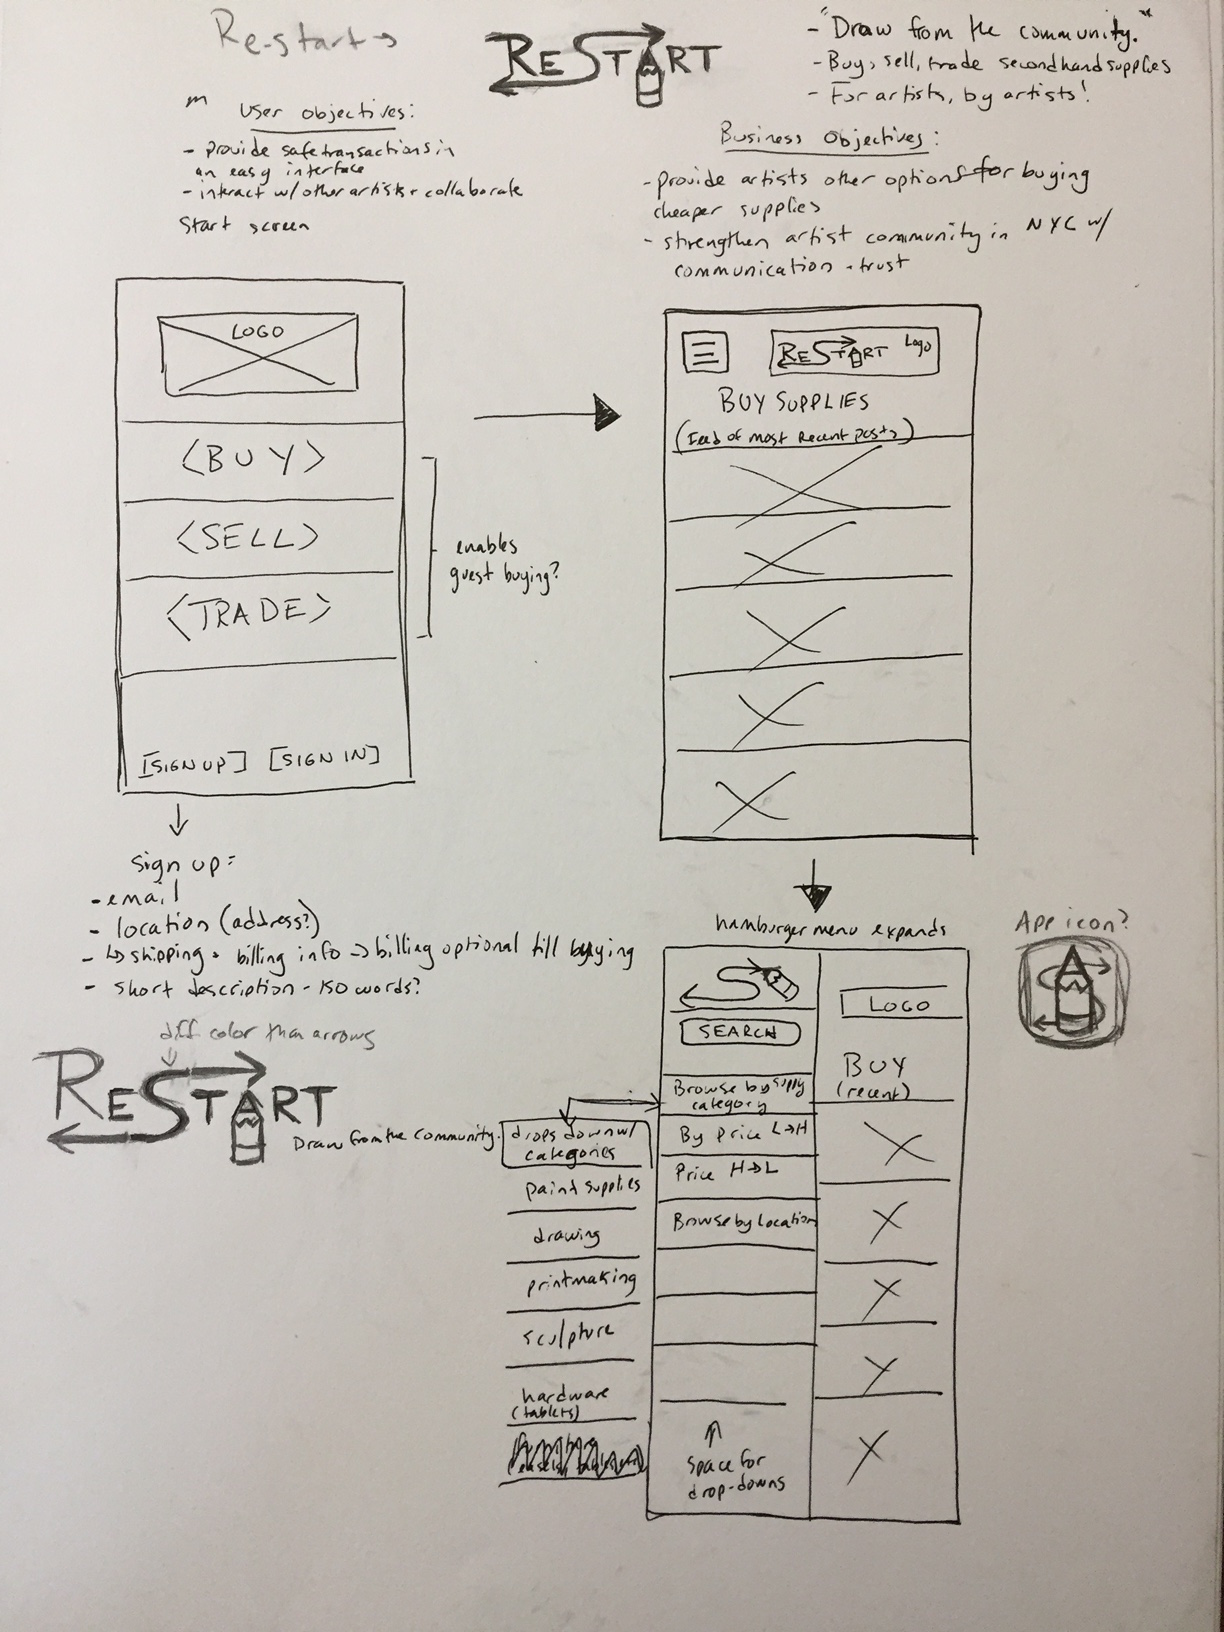 Re-start →
RESTART
- "Draw from the community."
- Buy, sell, trade secondhand supplies
- For artists, by artists!
User objectives:
- provide safe transactions in
an easy interface
- interact w/ other artists + collaborate
Start screen
Business Objectives:
- provide artists other options for buying
cheaper supplies
- strengthen artist community in NYC w/
communication + trust
LOGO
<BUY>
<SELL>
<TRADE>
enables
guest buying?
[SIGN UP] [SIGN IN]
RESTART Logo
BUY SUPPLIES
(Feed of most recent posts)
sign up:
- email
- location (address?)
- ↳ shipping + billing info → billing optional till buying
- short description - 150 words?
diff color than arrows
RESTART
Draw from the community.
hamburger menu expands
App icon?
SEARCH
LOGO
BUY
(recent)
Browse by supply
category
By Price L→H
Price H→L
Browse by location
drops down w/
categories
paint supplies
drawing
printmaking
sculpture
hardware
(tablets)
↑
space for
drop-downs